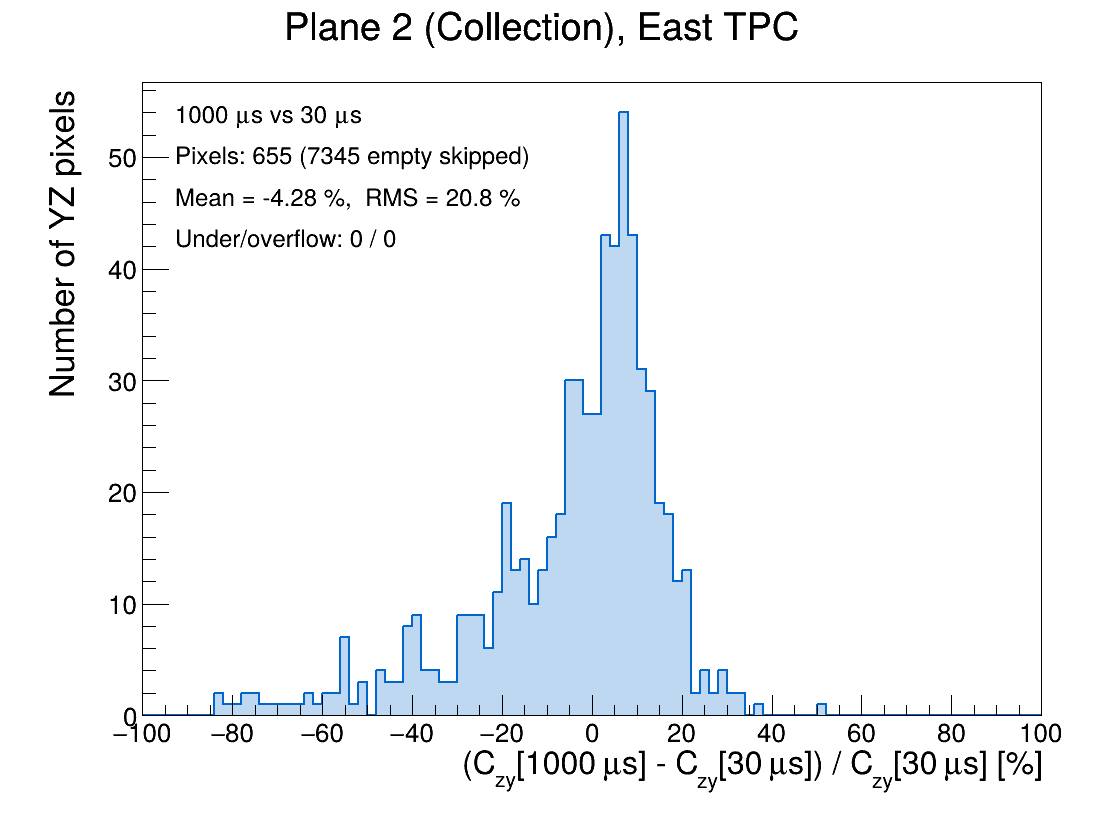 Plane 2 (Collection), East TPC
Number of YZ pixels
1000 μs vs 30 μs
Pixels: 655 (7345 empty skipped)
Mean = -4.28 %, RMS = 20.8 %
Under/overflow: 0 / 0
50
40
30
20
10
0
−100 −80 −60 −40 −20 0 20 40 60 80 100
(Czy[1000 μs] - Czy[30 μs]) / Czy[30 μs] [%]